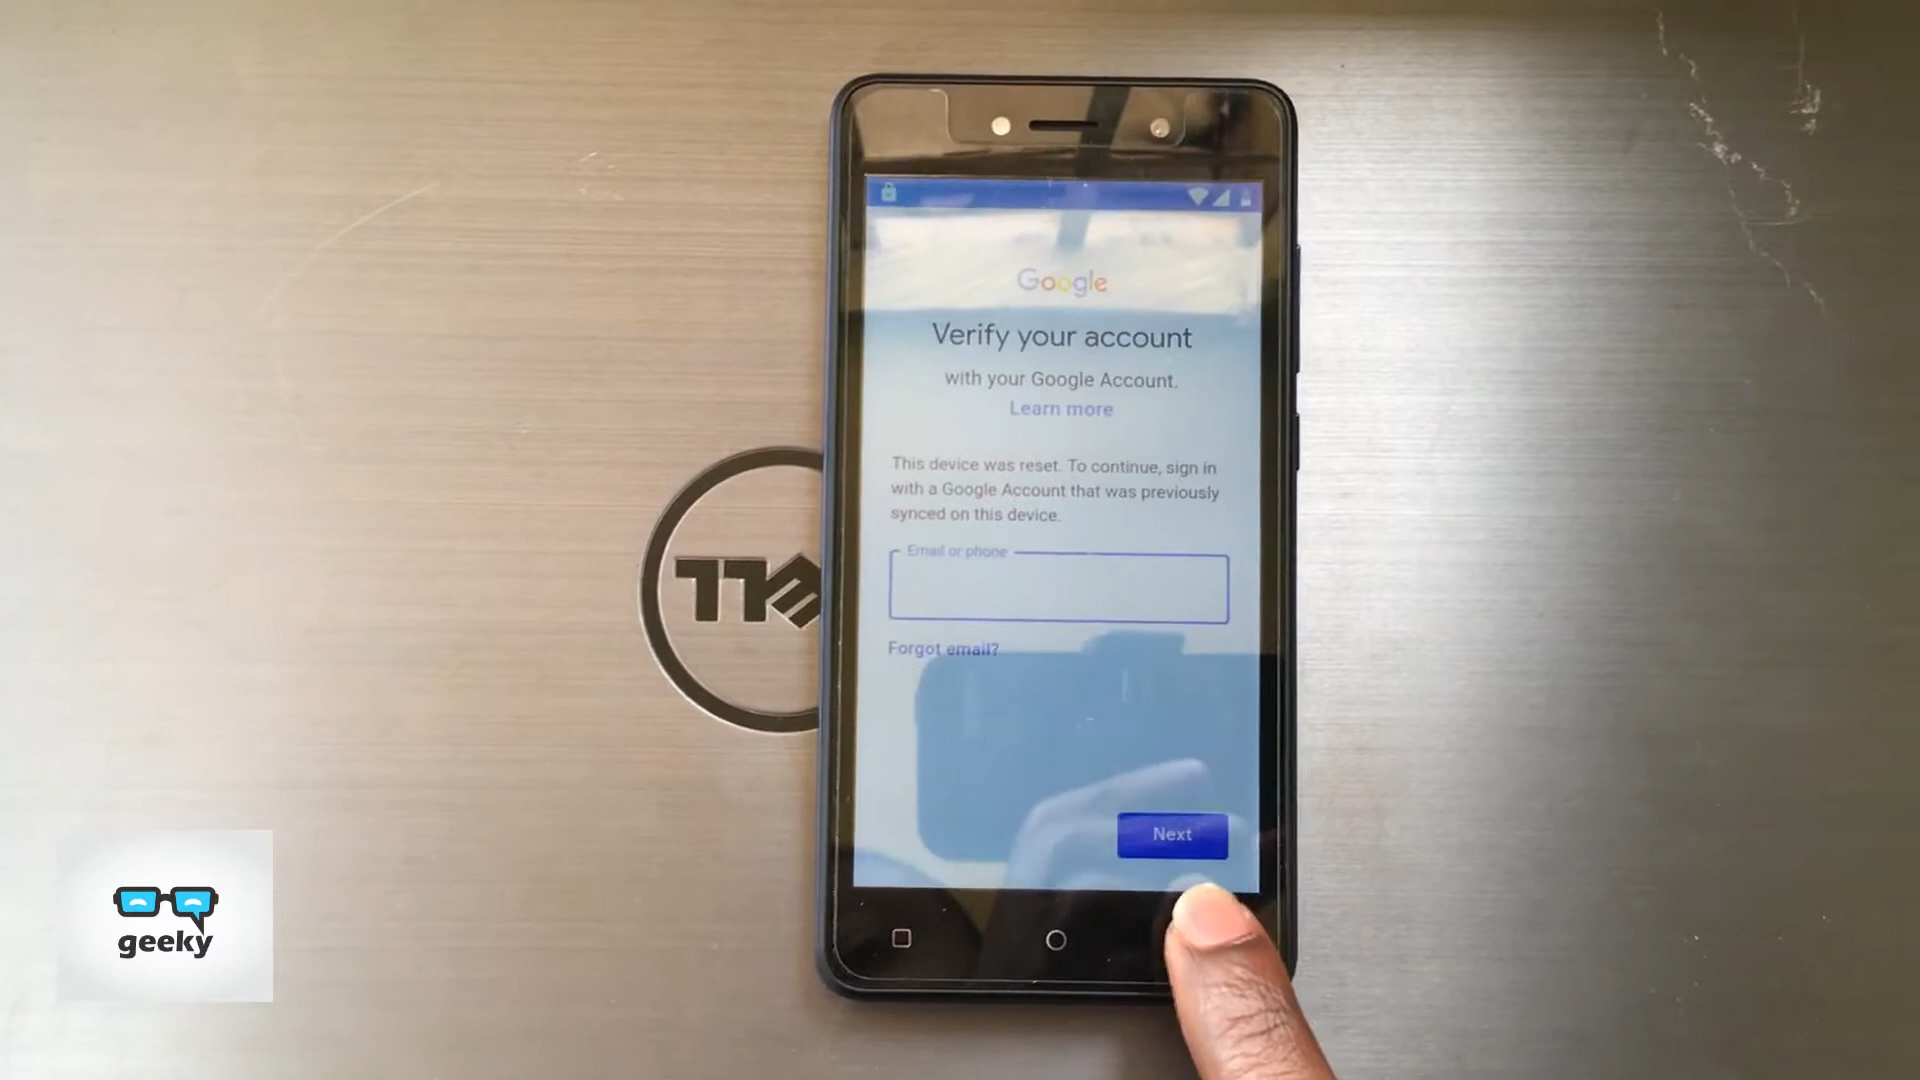 Google
Verify your account
with your Google Account.
Learn more
This device was reset. To continue, sign in
with a Google Account that was previously
synced on this device.
Email or phone
Forgot email?
Next
geeky